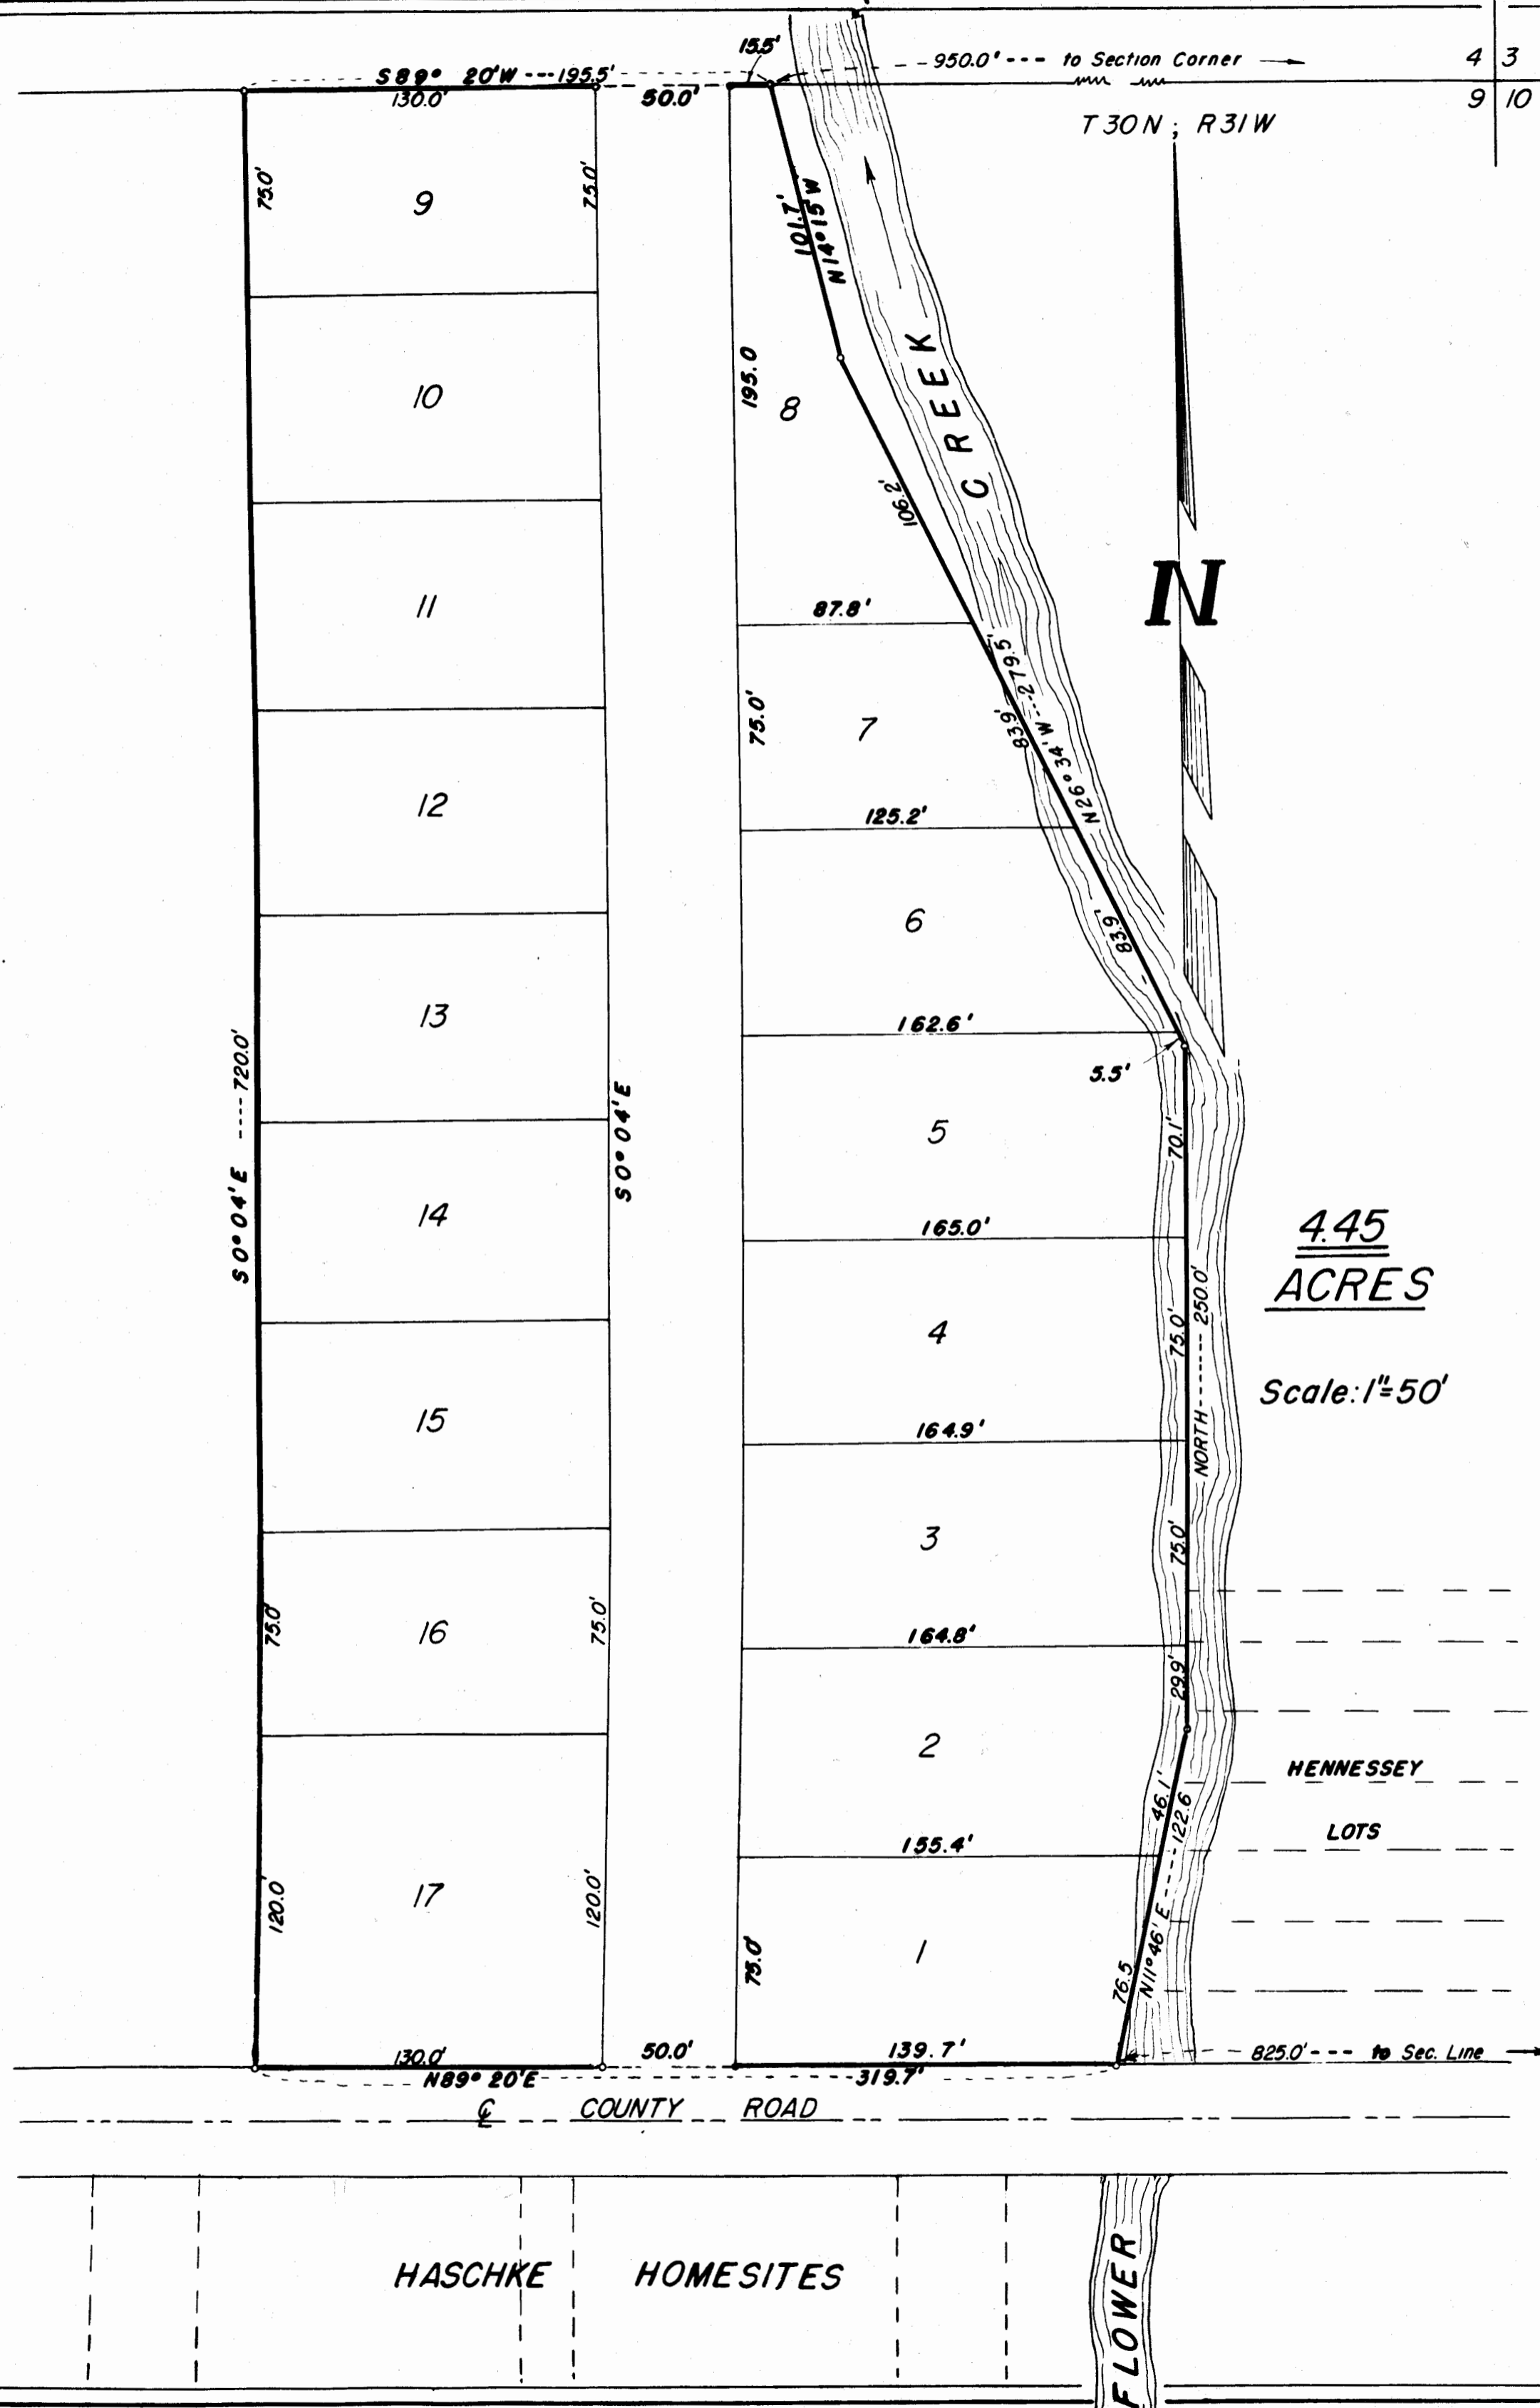 15.5'
950.0' --- to Section Corner
4 3
S 89° 20' W --- 195.5'
130.0'
50.0'
9 10
T 30 N ; R 31 W
75.0'
75.0'
9
101.7'
N 14° 15' W
CREEK
195.0
8
10
106.2'
N
11
87.8'
75.0'
7
83.9'
N 26° 34' W --- 279.5'
12
125.2'
6
83.9'
13
162.6'
5.5'
S 0° 04' E ---- 720.0'
S 0° 04' E
5
70.1'
14
165.0'
4.45
ACRES
4
75.0'
NORTH ------- 250.0'
Scale: 1" = 50'
15
164.9'
3
75.0'
75.0'
16
75.0'
164.8'
29.9'
2
HENNESSEY
46.1'
N 11° 46' E ---- 122.6
LOTS
155.4'
17
120.0'
120.0'
1
75.0'
76.5
130.0'
50.0'
139.7'
825.0' --- to Sec. Line
N 89° 20' E
319.7'
℄ COUNTY ROAD
HASCHKE HOMESITES
FLOWER